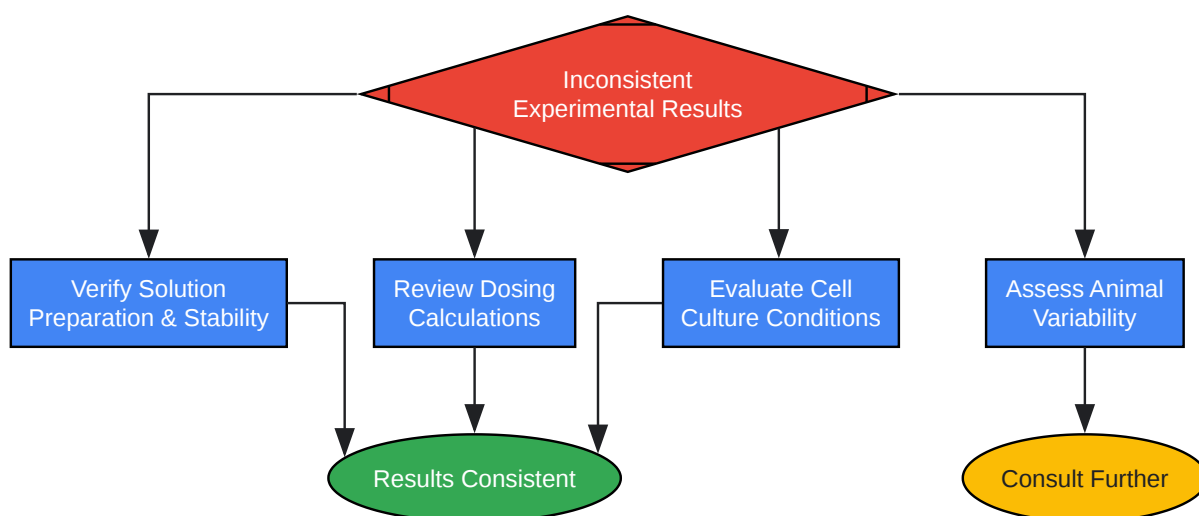 Inconsistent
Experimental Results
Verify Solution
Preparation & Stability
Review Dosing
Calculations
Evaluate Cell
Culture Conditions
Assess Animal
Variability
Results Consistent
Consult Further